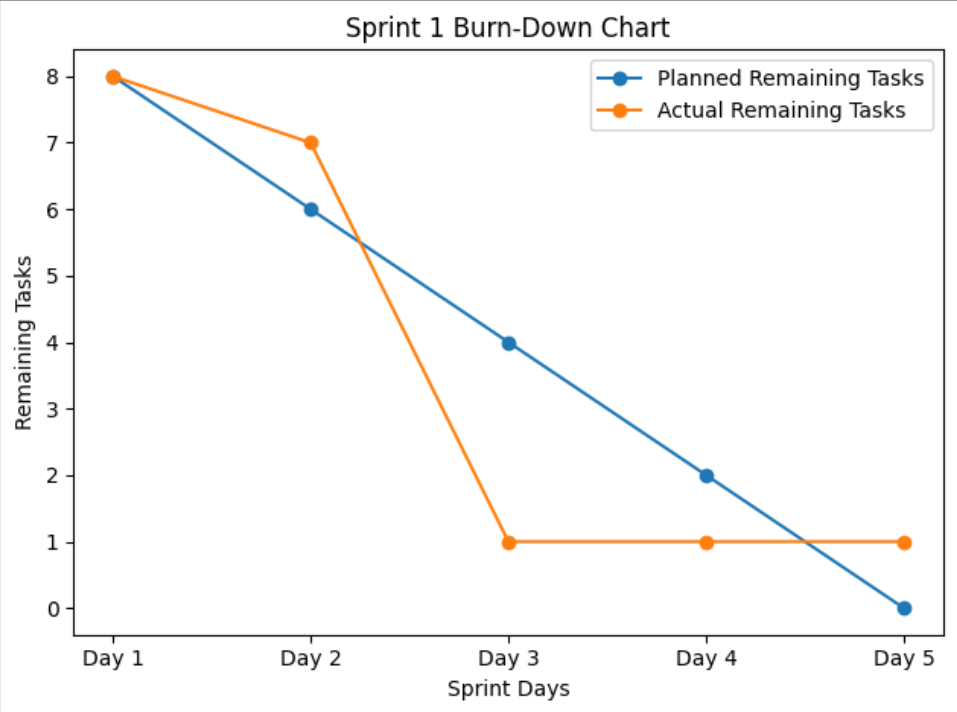 Sprint 1 Burn-Down Chart
Planned Remaining Tasks
Actual Remaining Tasks
Remaining Tasks
8
7
6
5
4
3
2
1
0
Day 1
Day 2
Day 3
Day 4
Day 5
Sprint Days